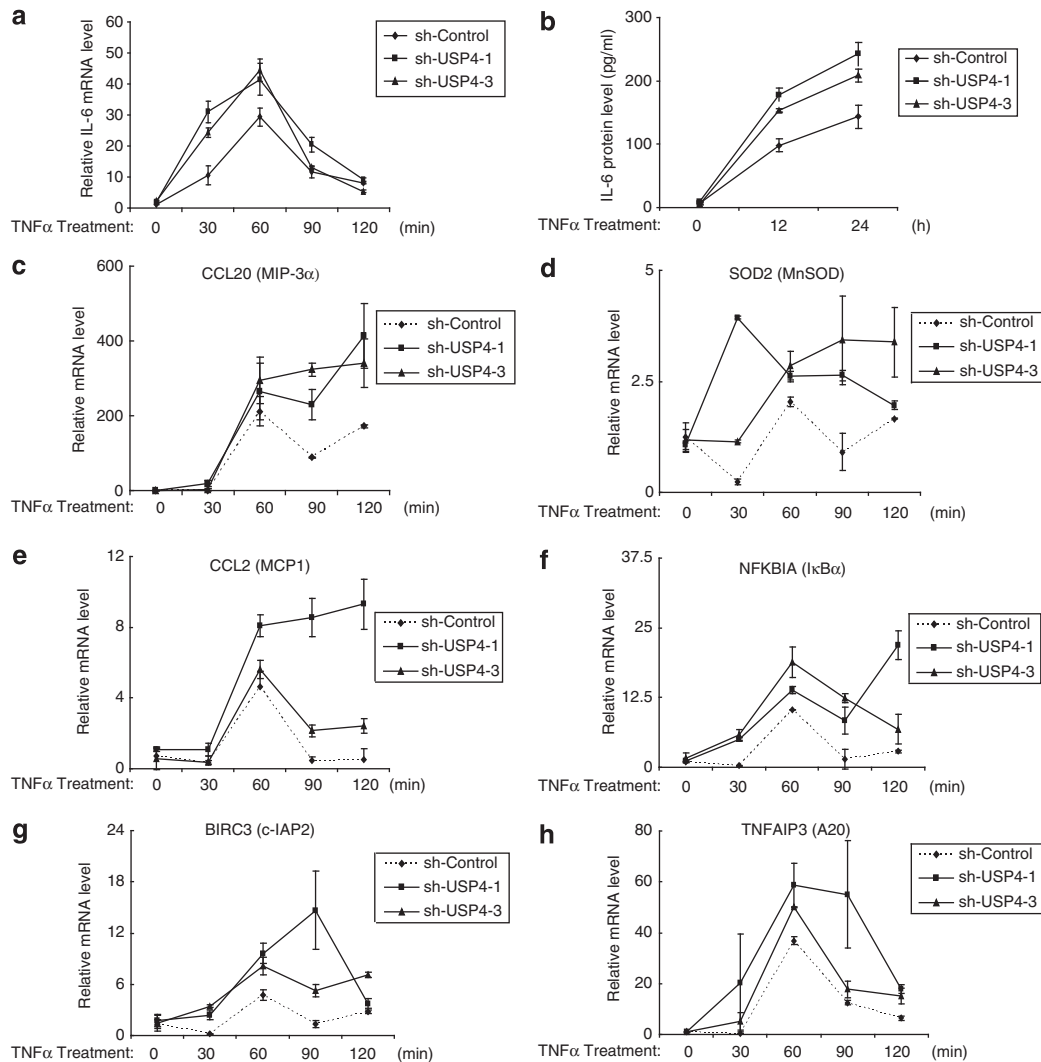 a
Relative IL-6 mRNA level
60
50
40
30
20
10
0
sh-Control
sh-USP4-1
sh-USP4-3
TNFα Treatment: 0 30 60 90 120 (min)
b
IL-6 protein level (pg/ml)
300
200
100
0
sh-Control
sh-USP4-1
sh-USP4-3
0 12 24 (h)
c
CCL20 (MIP-3α)
Relative mRNA level
600
400
200
0
sh-Control
sh-USP4-1
sh-USP4-3
TNFα Treatment: 0 30 60 90 120 (min)
d
SOD2 (MnSOD)
Relative mRNA level
5
2.5
0
sh-Control
sh-USP4-1
sh-USP4-3
TNFα Treatment: 0 30 60 90 120 (min)
e
CCL2 (MCP1)
Relative mRNA level
12
8
4
0
sh-Control
sh-USP4-1
sh-USP4-3
TNFα Treatment: 0 30 60 90 120 (min)
f
NFKBIA (IκBα)
Relative mRNA level
37.5
25
12.5
0
sh-Control
sh-USP4-1
sh-USP4-3
TNFα Treatment: 0 30 60 90 120 (min)
g
BIRC3 (c-IAP2)
Relative mRNA level
24
18
12
6
0
sh-Control
sh-USP4-1
sh-USP4-3
TNFα Treatment: 0 30 60 90 120 (min)
h
TNFAIP3 (A20)
Relative mRNA level
80
60
40
20
0
sh-Control
sh-USP4-1
sh-USP4-3
TNFα Treatment: 0 30 60 90 120 (min)